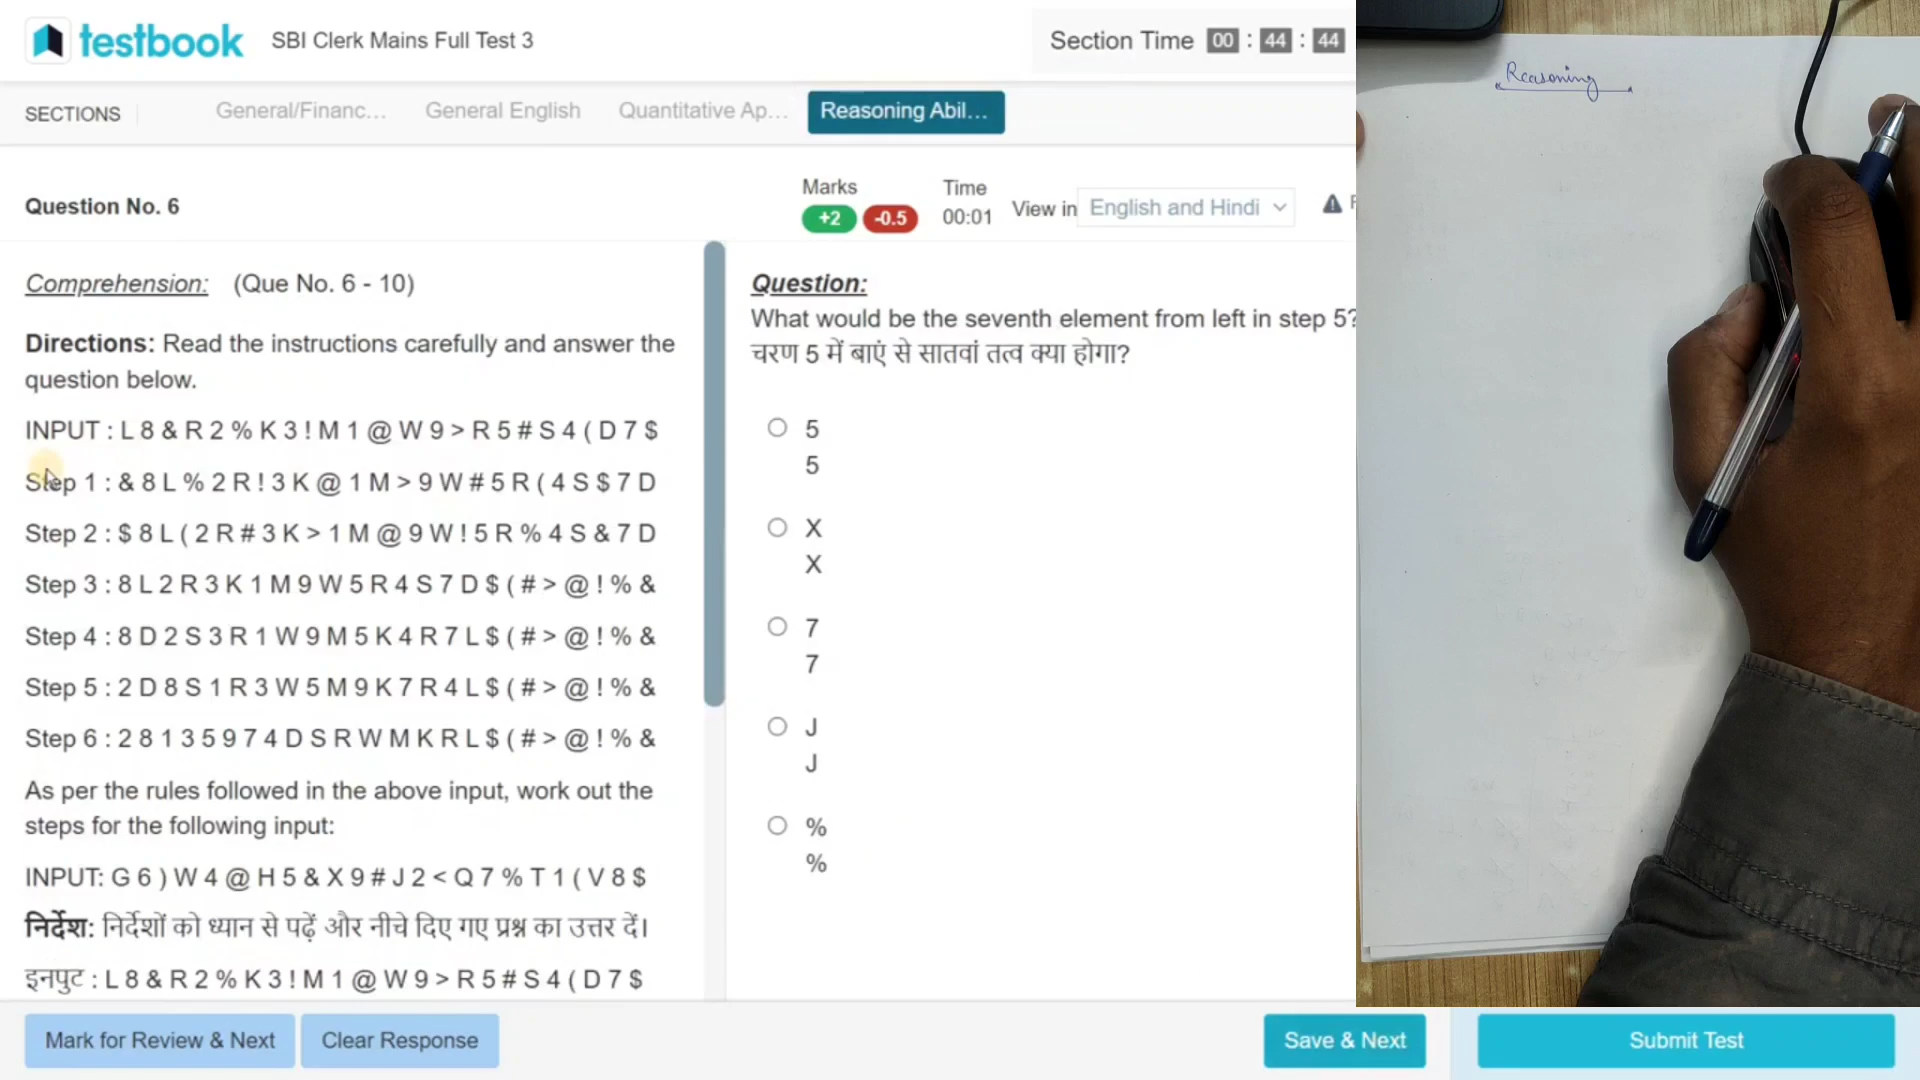 testbook
SBI Clerk Mains Full Test 3
Section Time 00 : 44 : 44
Reasoning
SECTIONS
General/Financ...
General English
Quantitative Ap...
Reasoning Abil...
Question No. 6
Marks
+2
-0.5
Time
00:01
View in
English and Hindi
Comprehension: (Que No. 6 - 10)
Directions: Read the instructions carefully and answer the
question below.
INPUT : L 8 & R 2 % K 3 ! M 1 @ W 9 > R 5 # S 4 ( D 7 $
Step 1 : & 8 L % 2 R ! 3 K @ 1 M > 9 W # 5 R ( 4 S $ 7 D
Step 2 : $ 8 L ( 2 R # 3 K > 1 M @ 9 W ! 5 R % 4 S & 7 D
Step 3 : 8 L 2 R 3 K 1 M 9 W 5 R 4 S 7 D $ ( # > @ ! % &
Step 4 : 8 D 2 S 3 R 1 W 9 M 5 K 4 R 7 L $ ( # > @ ! % &
Step 5 : 2 D 8 S 1 R 3 W 5 M 9 K 7 R 4 L $ ( # > @ ! % &
Step 6 : 2 8 1 3 5 9 7 4 D S R W M K R L $ ( # > @ ! % &
As per the rules followed in the above input, work out the
steps for the following input:
INPUT: G 6 ) W 4 @ H 5 & X 9 # J 2 < Q 7 % T 1 ( V 8 $
निर्देश: निर्देशों को ध्यान से पढ़ें और नीचे दिए गए प्रश्न का उत्तर दें।
इनपुट : L 8 & R 2 % K 3 ! M 1 @ W 9 > R 5 # S 4 ( D 7 $
Question:
What would be the seventh element from left in step 5?
चरण 5 में बाएं से सातवां तत्व क्या होगा?
5
5
X
X
7
7
J
J
%
%
Mark for Review & Next
Clear Response
Save & Next
Submit Test